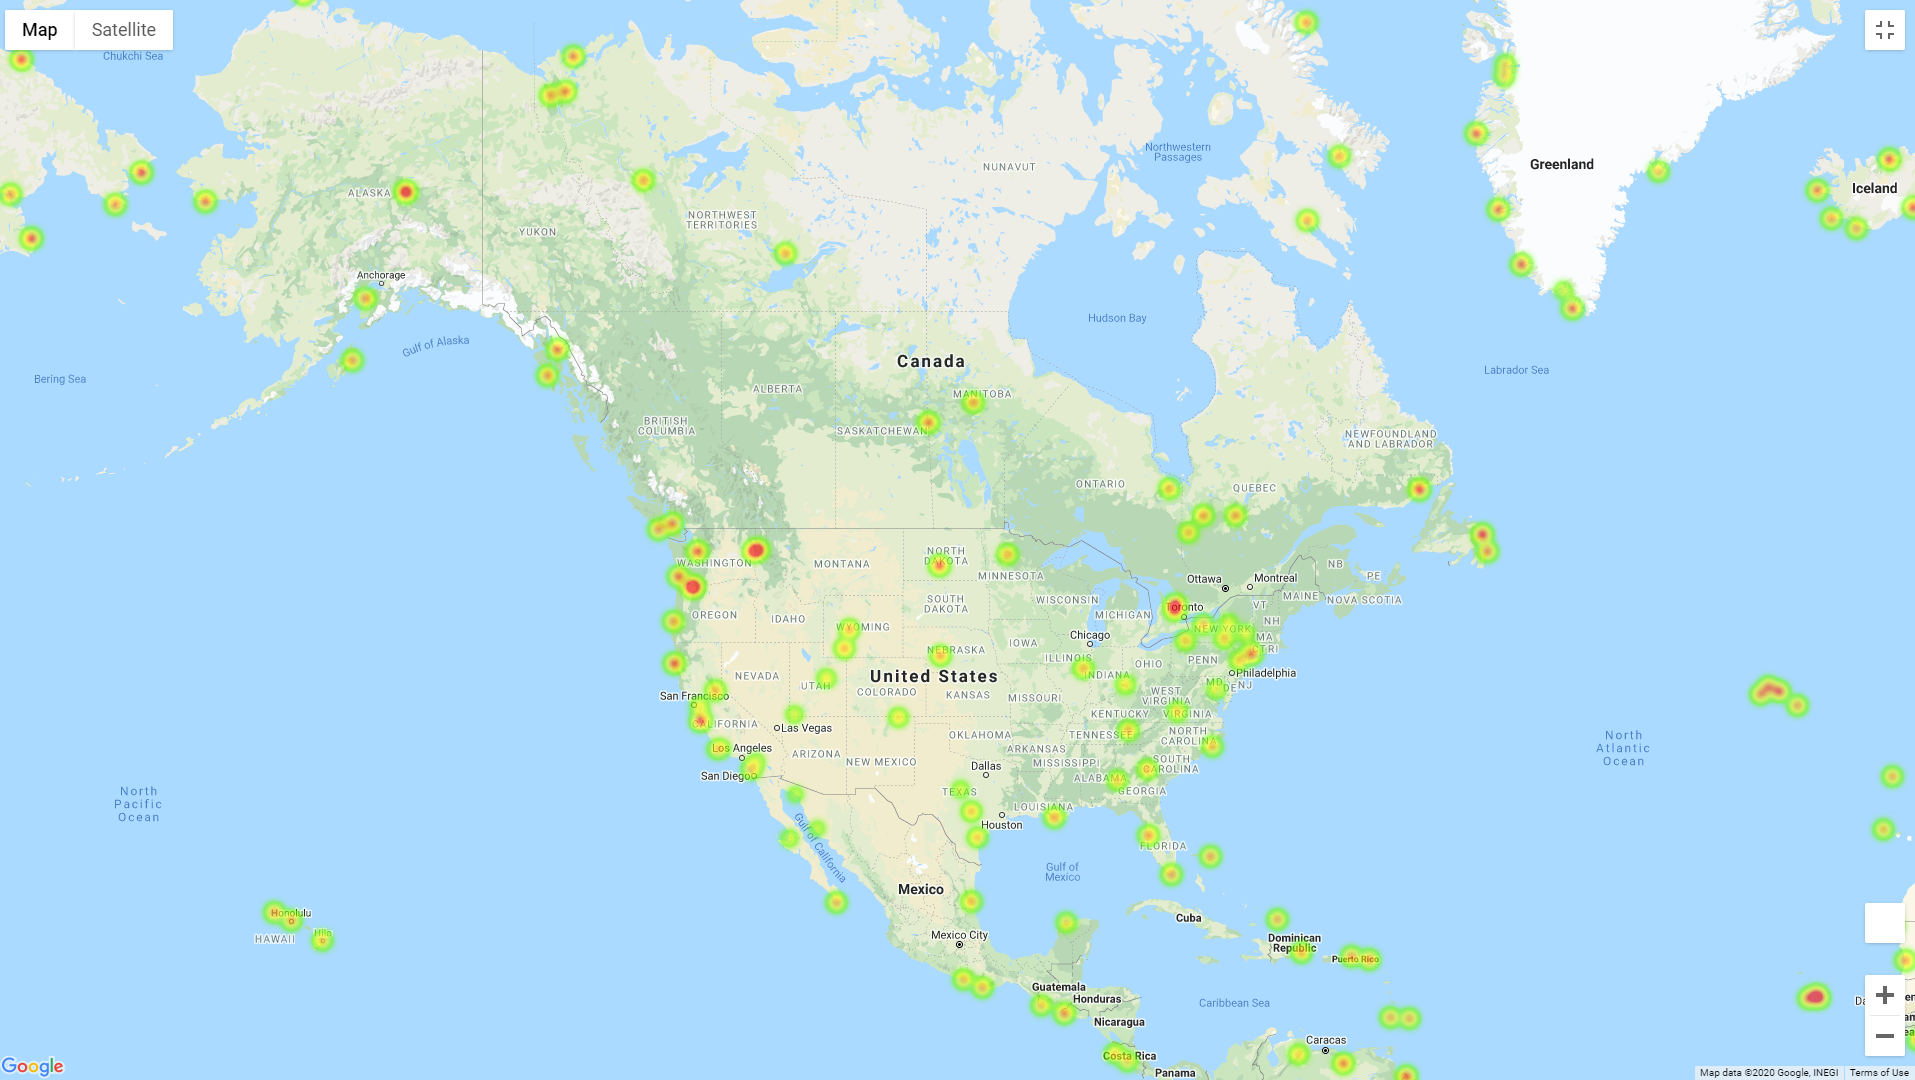 Map
Satellite
Chukchi Sea
Northwestern
Passages
NUNAVUT
Greenland
Iceland
ALASKA
NORTHWEST
TERRITORIES
YUKON
Anchorage
Hudson Bay
Gulf of Alaska
Canada
Bering Sea
Labrador Sea
ALBERTA
MANITOBA
BRITISH
COLUMBIA
SASKATCHEWAN
NEWFOUNDLAND
AND LABRADOR
ONTARIO
QUEBEC
WASHINGTON
MONTANA
NORTH
DAKOTA
MINNESOTA
NB
PE
Ottawa
Montreal
MAINE
NOVA SCOTIA
SOUTH
DAKOTA
WISCONSIN
MICHIGAN
Toronto
VT
NH
OREGON
IDAHO
WYOMING
NEW YORK
MA
CT
RI
Chicago
IOWA
NEBRASKA
ILLINOIS
INDIANA
OHIO
PENN
Philadelphia
NEVADA
UTAH
United States
COLORADO
KANSAS
MISSOURI
WEST
VIRGINIA
MD
DE
NJ
San Francisco
CALIFORNIA
Las Vegas
KENTUCKY
VIRGINIA
OKLAHOMA
TENNESSEE
NORTH
CAROLINA
Los Angeles
ARIZONA
NEW MEXICO
ARKANSAS
MISSISSIPPI
SOUTH
CAROLINA
San Diego
Dallas
ALABAMA
GEORGIA
TEXAS
LOUISIANA
Houston
North
Pacific
Ocean
North
Atlantic
Ocean
Gulf of California
FLORIDA
Gulf of
Mexico
Mexico
Honolulu
HAWAII
Hilo
Cuba
Mexico City
Dominican
Republic
Puerto Rico
Guatemala
Honduras
Caribbean Sea
Nicaragua
Caracas
Costa Rica
Panama
Google
Map data ©2020 Google, INEGI
Terms of Use